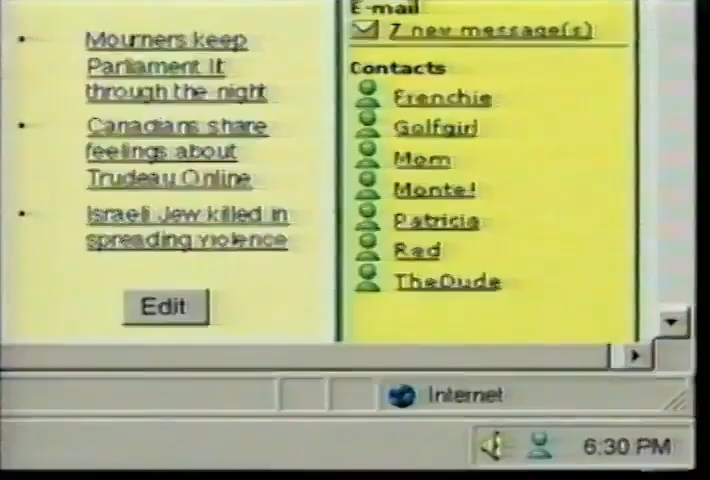 Mourners keep
Parliament lit
through the night
Canadians share
feelings about
Trudeau Online
Israeli Jew killed in
spreading violence
Edit
E-mail
7 new message(s)
Contacts
Frenchie
Golfgirl
Mom
Monte!
Patricia
Red
TheDude
Internet
6:30 PM